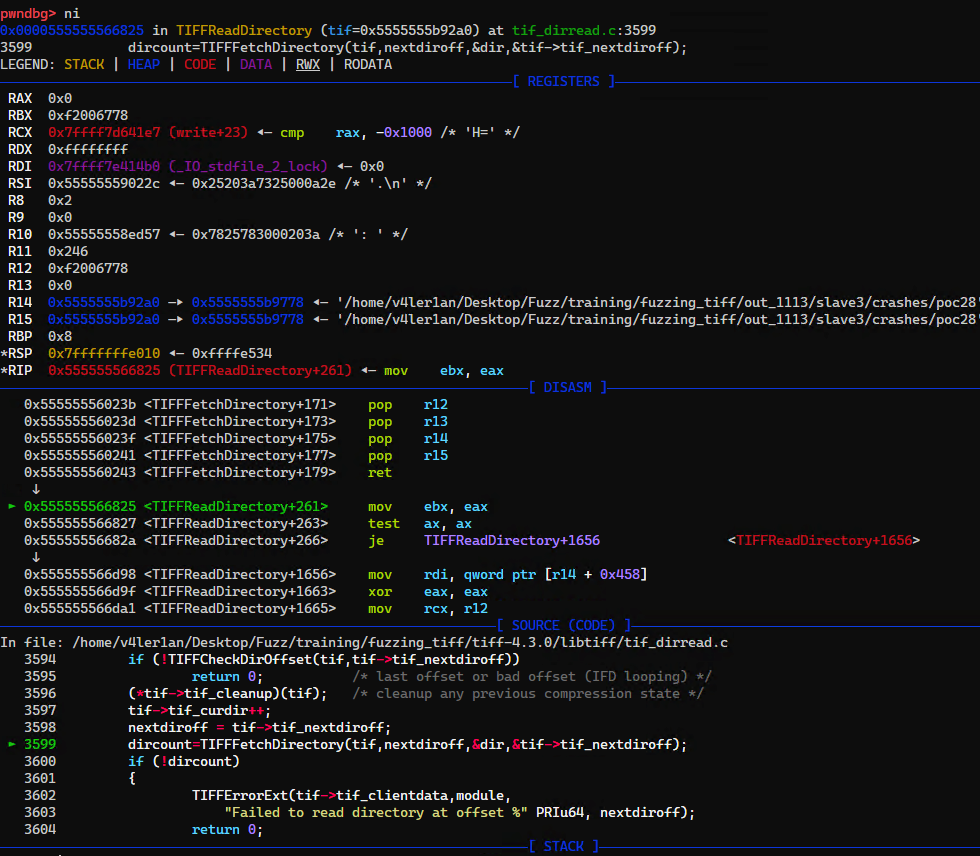 pwndbg> ni
0x0000555555566825 in TIFFReadDirectory (tif=0x5555555b92a0) at tif_dirread.c:3599
3599            dircount=TIFFFetchDirectory(tif,nextdiroff,&dir,&tif->tif_nextdiroff);
LEGEND: STACK | HEAP | CODE | DATA | RWX | RODATA
[ REGISTERS ]
RAX  0x0
RBX  0xf2006778
RCX  0x7ffff7d641e7 (write+23) ◂— cmp    rax, -0x1000 /* 'H=' */
RDX  0xffffffff
RDI  0x7ffff7e414b0 (_IO_stdfile_2_lock) ◂— 0x0
RSI  0x55555559022c ◂— 0x25203a7325000a2e /* '.\n' */
R8   0x2
R9   0x0
R10  0x55555558ed57 ◂— 0x7825783000203a /* ': ' */
R11  0x246
R12  0xf2006778
R13  0x0
R14  0x5555555b92a0 —▸ 0x5555555b9778 ◂— '/home/v4ler1an/Desktop/Fuzz/training/fuzzing_tiff/out_1113/slave3/crashes/poc28'
R15  0x5555555b92a0 —▸ 0x5555555b9778 ◂— '/home/v4ler1an/Desktop/Fuzz/training/fuzzing_tiff/out_1113/slave3/crashes/poc28'
RBP  0x8
*RSP  0x7fffffffe010 ◂— 0xffffe534
*RIP  0x555555566825 (TIFFReadDirectory+261) ◂— mov    ebx, eax
[ DISASM ]
0x55555556023b <TIFFFetchDirectory+171>    pop    r12
0x55555556023d <TIFFFetchDirectory+173>    pop    r13
0x55555556023f <TIFFFetchDirectory+175>    pop    r14
0x555555560241 <TIFFFetchDirectory+177>    pop    r15
0x555555560243 <TIFFFetchDirectory+179>    ret
↓
► 0x555555566825 <TIFFReadDirectory+261>     mov    ebx, eax
0x555555566827 <TIFFReadDirectory+263>     test   ax, ax
0x55555556682a <TIFFReadDirectory+266>     je     TIFFReadDirectory+1656                <TIFFReadDirectory+1656>
↓
0x555555566d98 <TIFFReadDirectory+1656>    mov    rdi, qword ptr [r14 + 0x458]
0x555555566d9f <TIFFReadDirectory+1663>    xor    eax, eax
0x555555566da1 <TIFFReadDirectory+1665>    mov    rcx, r12
[ SOURCE (CODE) ]
In file: /home/v4ler1an/Desktop/Fuzz/training/fuzzing_tiff/tiff-4.3.0/libtiff/tif_dirread.c
3594         if (!TIFFCheckDirOffset(tif,tif->tif_nextdiroff))
3595                 return 0;           /* last offset or bad offset (IFD looping) */
3596         (*tif->tif_cleanup)(tif);   /* cleanup any previous compression state */
3597         tif->tif_curdir++;
3598         nextdiroff = tif->tif_nextdiroff;
► 3599         dircount=TIFFFetchDirectory(tif,nextdiroff,&dir,&tif->tif_nextdiroff);
3600         if (!dircount)
3601         {
3602                 TIFFErrorExt(tif->tif_clientdata,module,
3603                     "Failed to read directory at offset %" PRIu64, nextdiroff);
3604                 return 0;
[ STACK ]